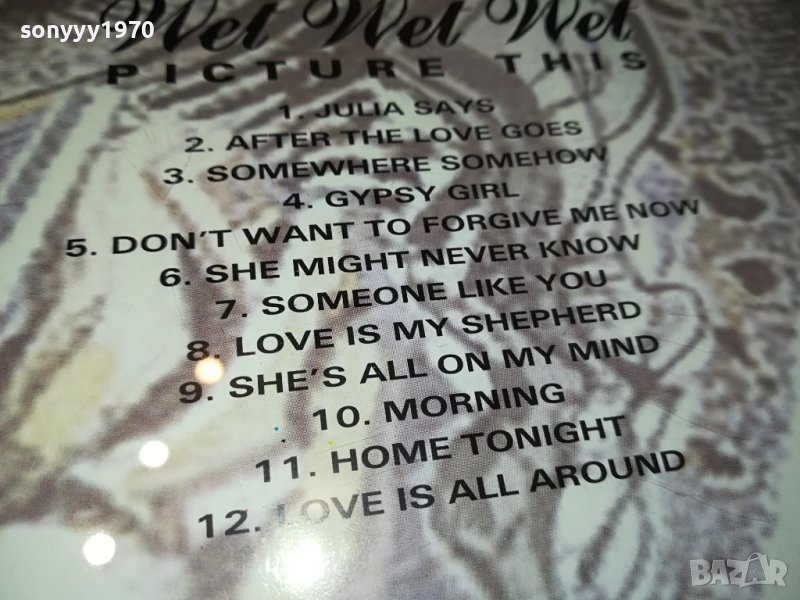 sonyyy1970
Wet Wet Wet
PICTURE THIS
1. JULIA SAYS
2. AFTER THE LOVE GOES
3. SOMEWHERE SOMEHOW
4. GYPSY GIRL
5. DON'T WANT TO FORGIVE ME NOW
6. SHE MIGHT NEVER KNOW
7. SOMEONE LIKE YOU
8. LOVE IS MY SHEPHERD
9. SHE'S ALL ON MY MIND
10. MORNING
11. HOME TONIGHT
12. LOVE IS ALL AROUND
BAZAR